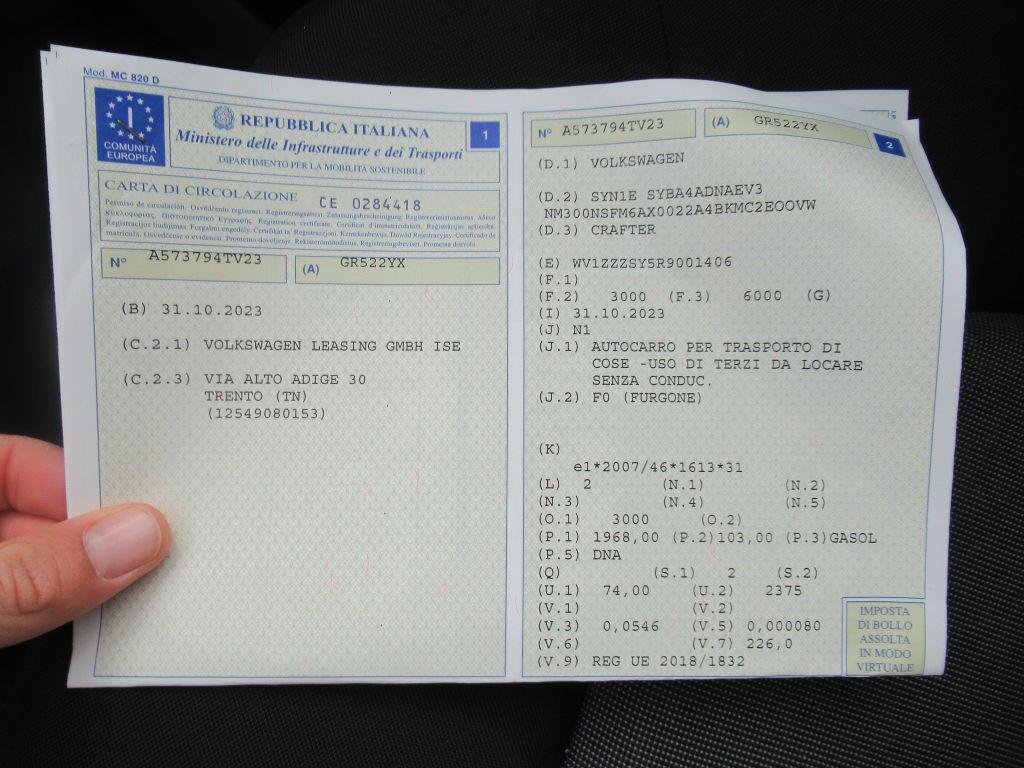 Mod. MC 820 D
COMUNITÀ
EUROPEA
I
REPUBBLICA ITALIANA
Ministero delle Infrastrutture e dei Trasporti
DIPARTIMENTO PER LA MOBILITÀ SOSTENIBILE
1
CARTA DI CIRCOLAZIONE
CE 0284418
N° A573794TV23
(A) GR522YX
(B) 31.10.2023
(C.2.1) VOLKSWAGEN LEASING GMBH ISE
(C.2.3) VIA ALTO ADIGE 30
TRENTO (TN)
(12549080153)
N° A573794TV23
(A) GR522YX
2
(D.1) VOLKSWAGEN
(D.2) SYN1E SYBA4ADNAEV3
NM300NSFM6AX0022A4BKMC2EOOVW
(D.3) CRAFTER
(E) WV1ZZZSY5R9001406
(F.1)
(F.2) 3000 (F.3) 6000 (G)
(I) 31.10.2023
(J) N1
(J.1) AUTOCARRO PER TRASPORTO DI
COSE -USO DI TERZI DA LOCARE
SENZA CONDUC.
(J.2) F0 (FURGONE)
(K)
e1*2007/46*1613*31
(L) 2 (N.1) (N.2)
(N.3) (N.4) (N.5)
(O.1) 3000 (O.2)
(P.1) 1968,00 (P.2)103,00 (P.3)GASOL
(P.5) DNA
(Q) (S.1) 2 (S.2)
(U.1) 74,00 (U.2) 2375
(V.1) (V.2)
(V.3) 0,0546 (V.5) 0,000080
(V.6) (V.7) 226,0
(V.9) REG UE 2018/1832
IMPOSTA
DI BOLLO
ASSOLTA
IN MODO
VIRTUALE